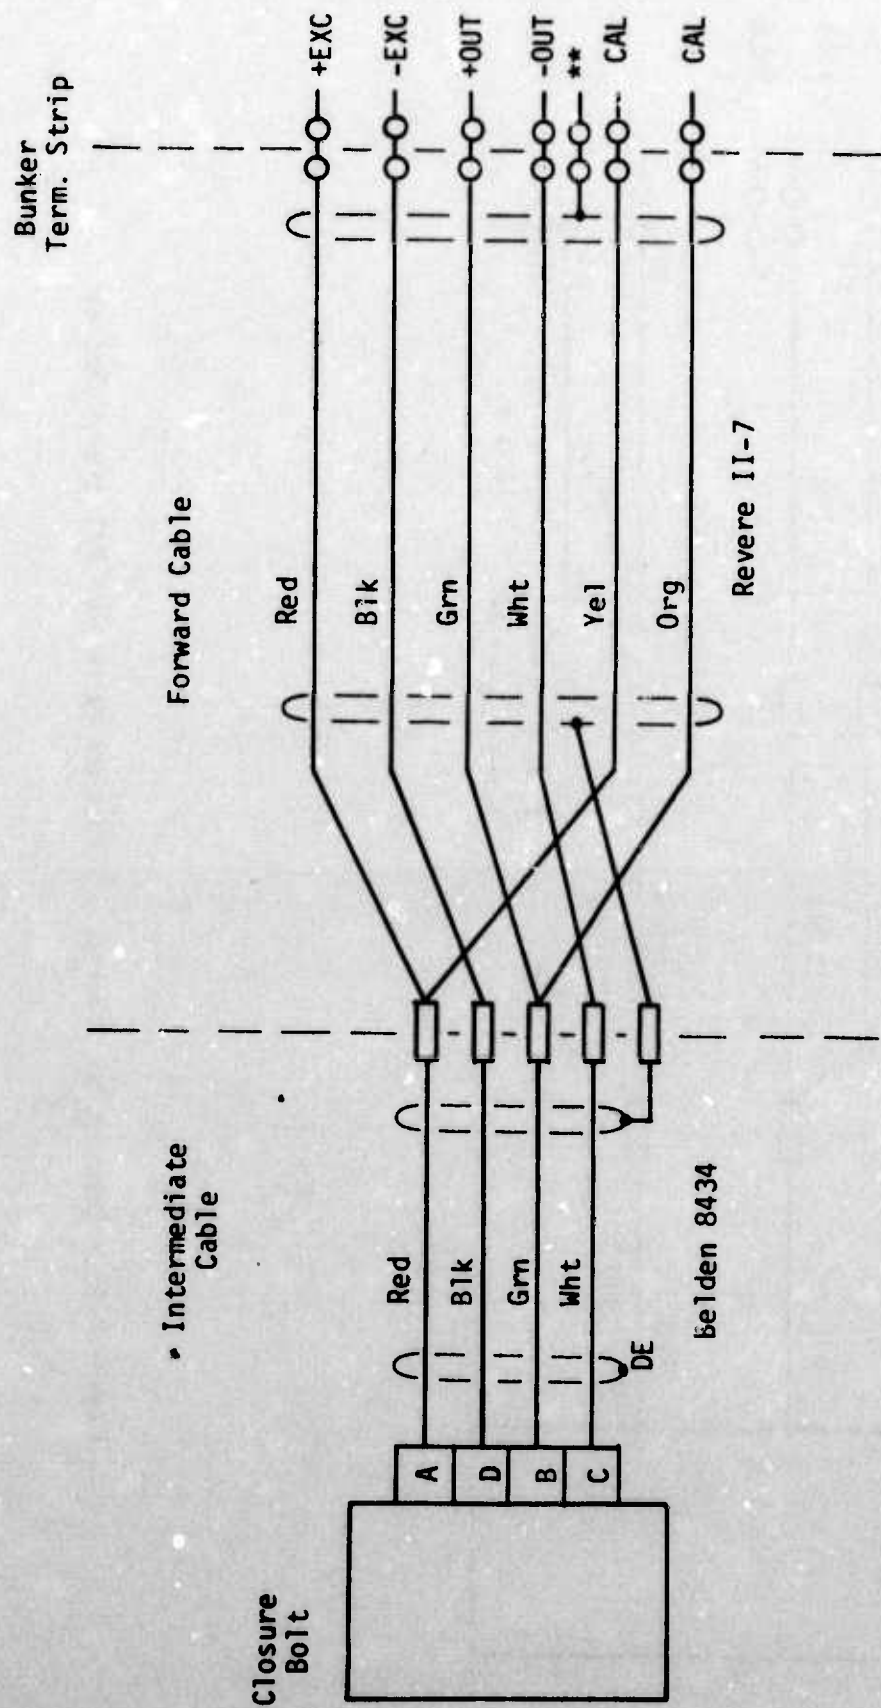 Closure
Bolt
* Intermediate
Cable
Forward Cable
Bunker
Term. Strip
A
D
B
C
Red
Blk
Grn
Wht
DE
Belden 8434
Red
Blk
Grn
Wht
Yel
Org
Revere II-7
+EXC
-EXC
+OUT
-OUT
**
CAL
CAL